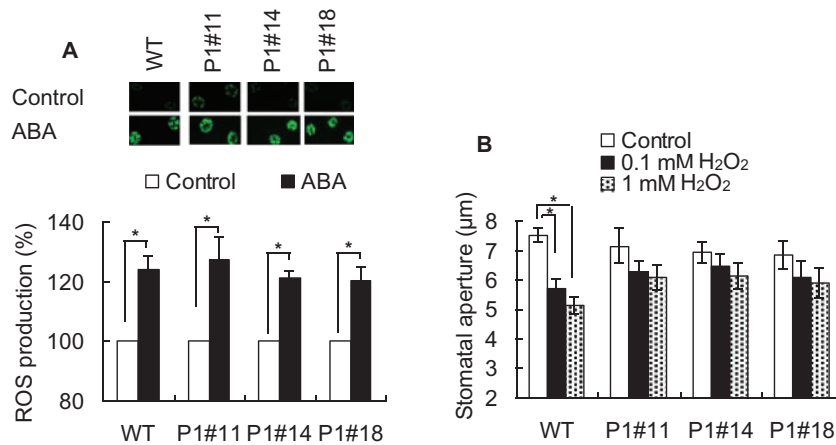 A
WT
P1#11
P1#14
P1#18
Control
ABA
Control
ABA
ROS production (%)
140
120
100
80
*
*
*
*
WT
P1#11
P1#14
P1#18
B
Control
0.1 mM H₂O₂
1 mM H₂O₂
Stomatal aperture (µm)
8
7
6
5
4
3
2
*
*
WT
P1#11
P1#14
P1#18